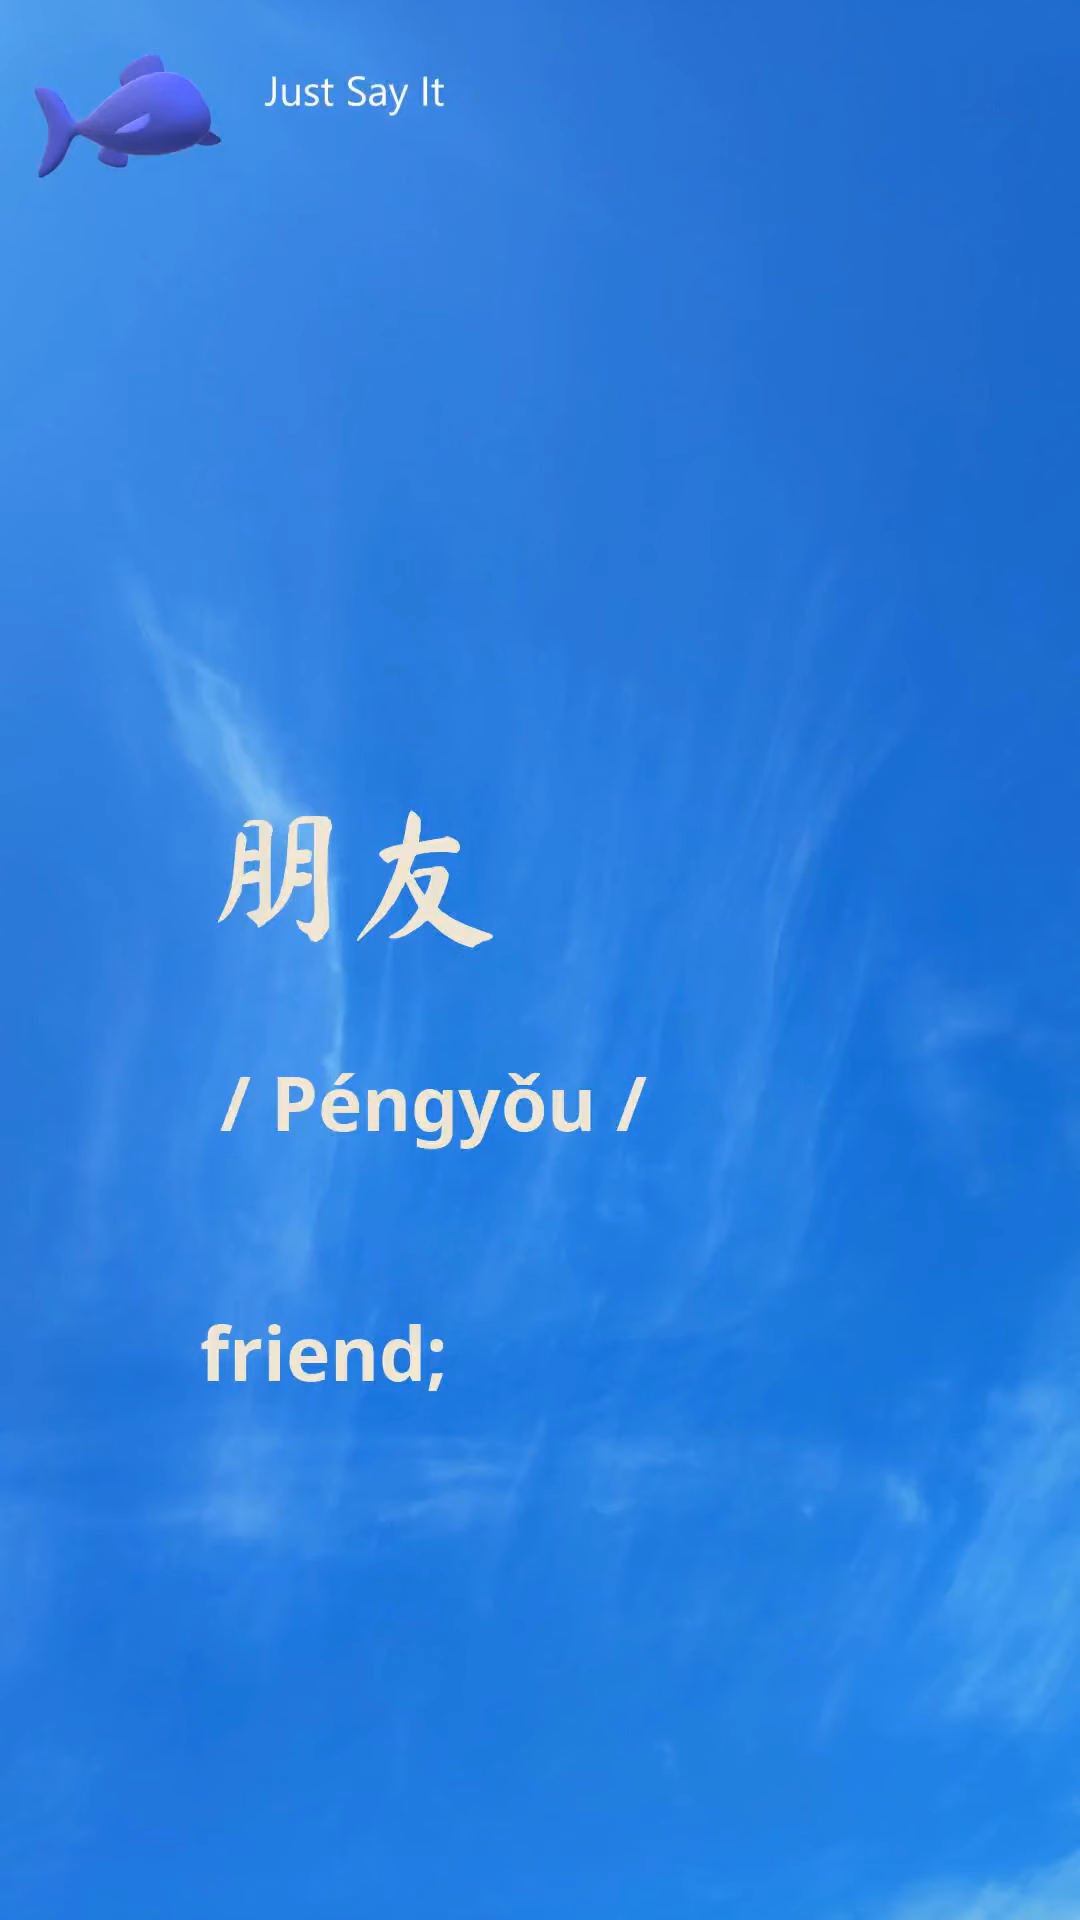 Just Say It
朋友
/ Péngyǒu /
friend;